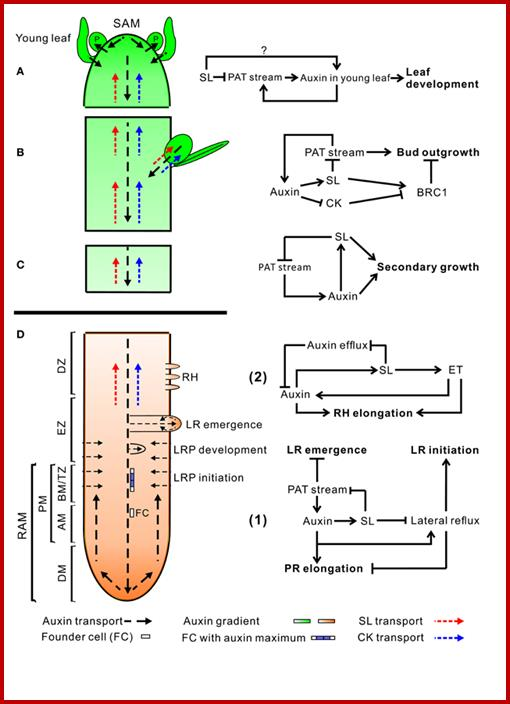 SAM
Young leaf
P P
A
?
SL PAT stream Auxin in young leaf Leaf development
B
PAT stream Bud outgrowth
SL
Auxin BRC1
CK
C
SL
PAT stream Secondary growth
Auxin
D
DZ
RH
EZ
LR emergence
LRP development
LRP initiation
BM/TZ
PM
RAM
AM
FC
DM
(2)
Auxin efflux
SL ET
Auxin
RH elongation
LR emergence LR initiation
PAT stream
(1)
Auxin SL Lateral reflux
PR elongation
Auxin transport Auxin gradient SL transport
Founder cell (FC) FC with auxin maximum CK transport